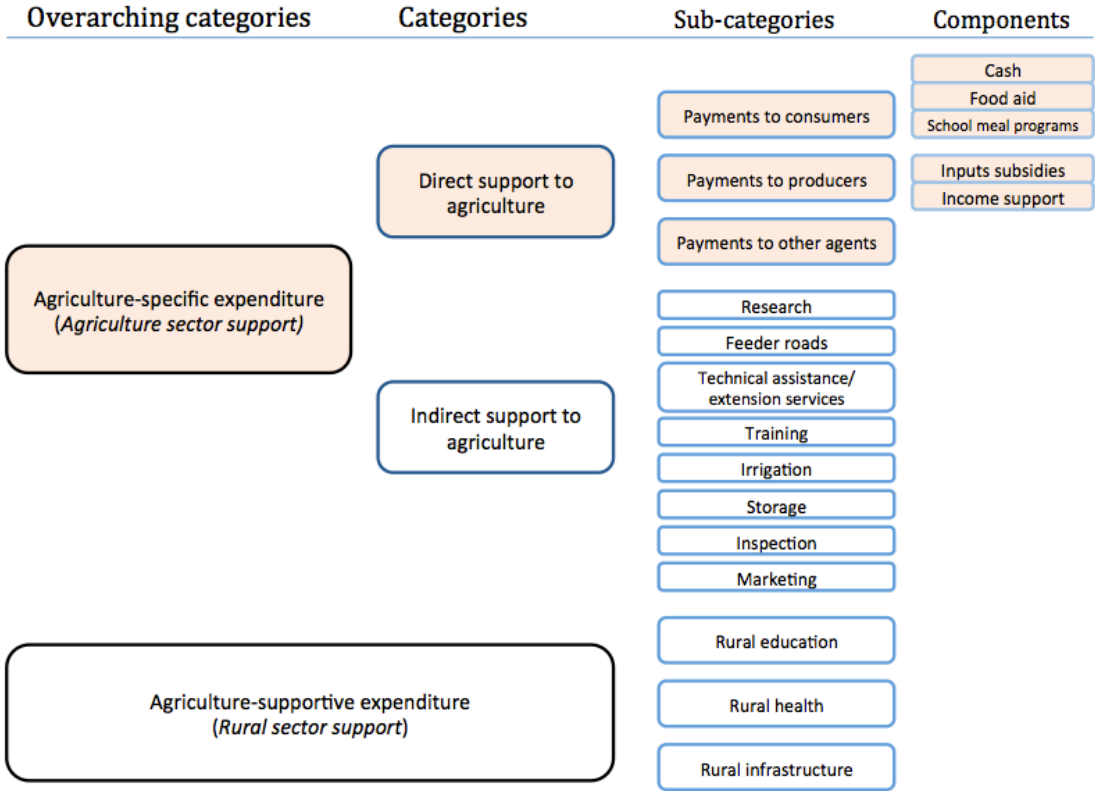 Overarching categories
Categories
Sub-categories
Components
Cash
Food aid
School meal programs
Payments to consumers
Direct support to
agriculture
Payments to producers
Inputs subsidies
Income support
Payments to other agents
Agriculture-specific expenditure
(Agriculture sector support)
Research
Feeder roads
Technical assistance/
extension services
Indirect support to
agriculture
Training
Irrigation
Storage
Inspection
Marketing
Agriculture-supportive expenditure
(Rural sector support)
Rural education
Rural health
Rural infrastructure